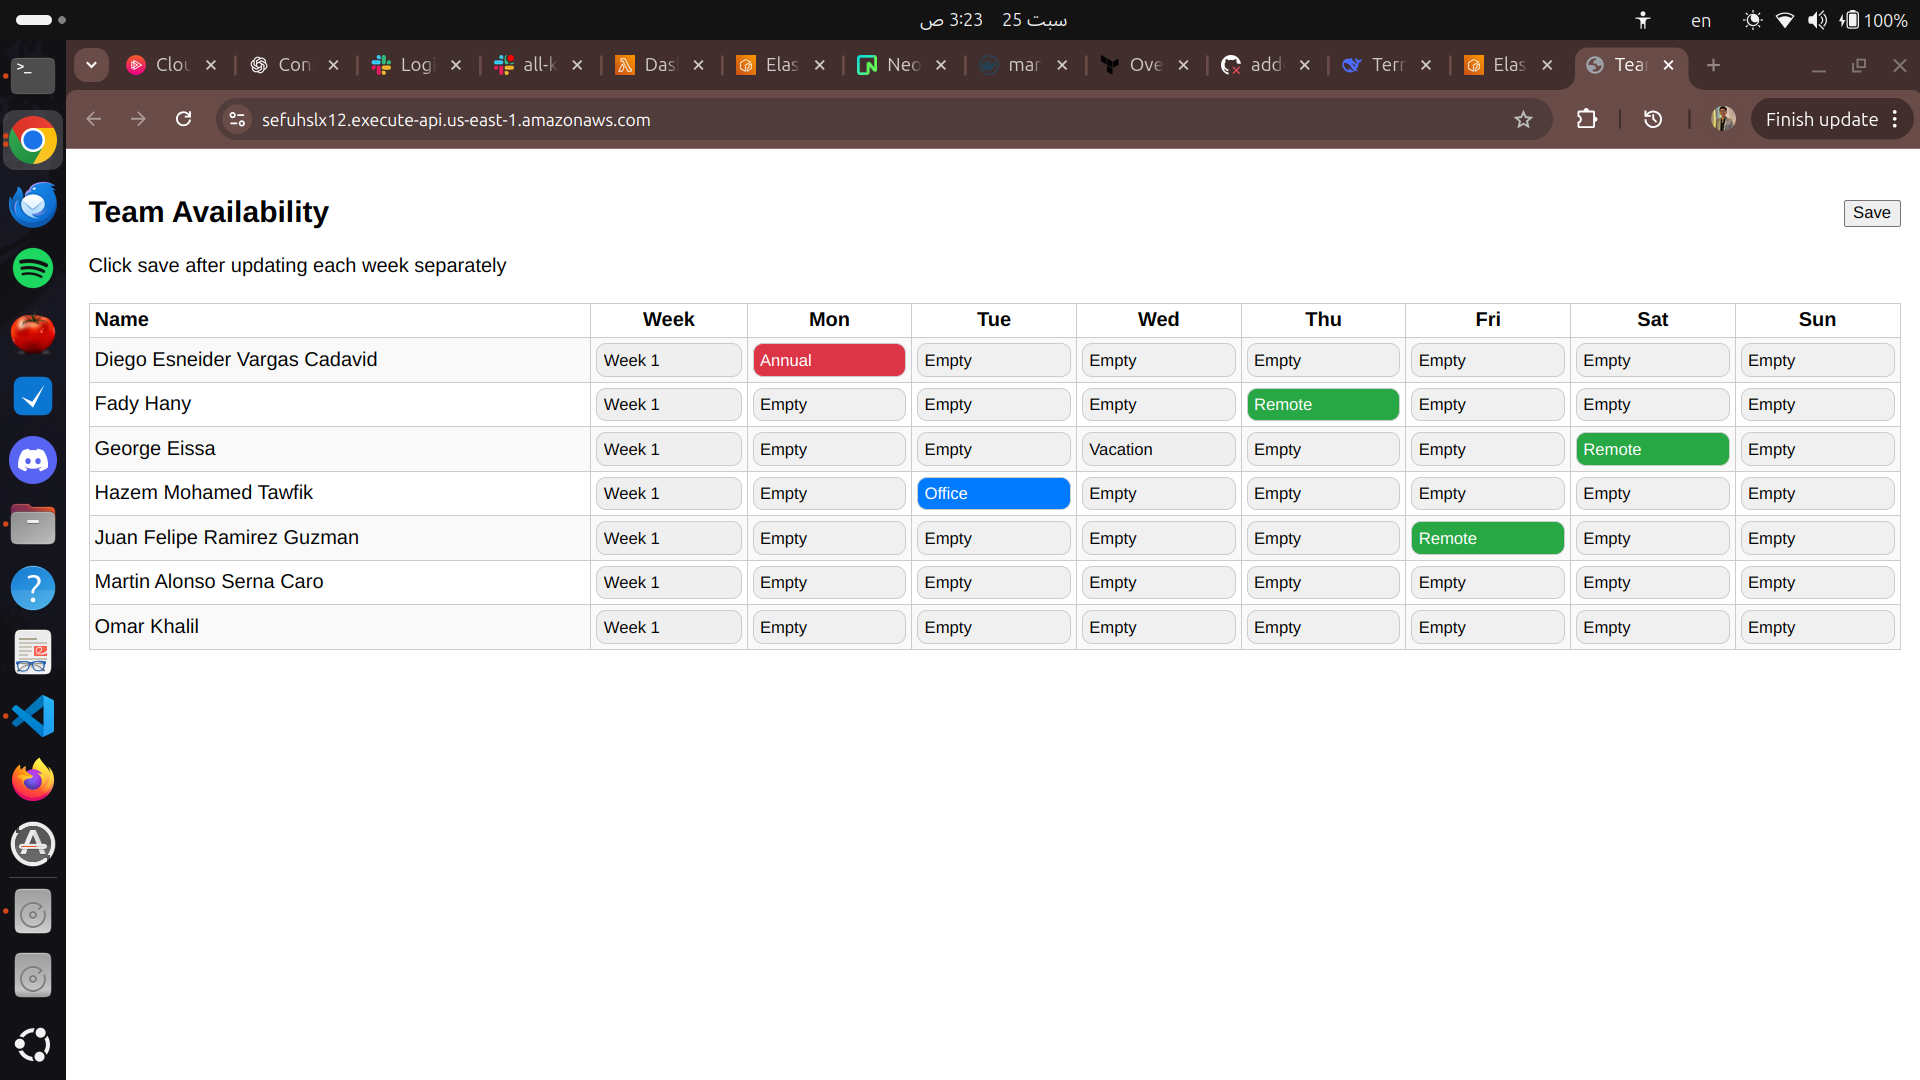 3:23 ص سبت 25
en 100%
Clou Con Logi all-k Das Elas Neo mar Ove add Terr Elas Tear
sefuhslx12.execute-api.us-east-1.amazonaws.com Finish update
Team Availability Save
Click save after updating each week separately
Name Week Mon Tue Wed Thu Fri Sat Sun
Diego Esneider Vargas Cadavid Week 1 Annual Empty Empty Empty Empty Empty Empty
Fady Hany Week 1 Empty Empty Empty Remote Empty Empty Empty
George Eissa Week 1 Empty Empty Vacation Empty Empty Remote Empty
Hazem Mohamed Tawfik Week 1 Empty Office Empty Empty Empty Empty Empty
Juan Felipe Ramirez Guzman Week 1 Empty Empty Empty Empty Remote Empty Empty
Martin Alonso Serna Caro Week 1 Empty Empty Empty Empty Empty Empty Empty
Omar Khalil Week 1 Empty Empty Empty Empty Empty Empty Empty